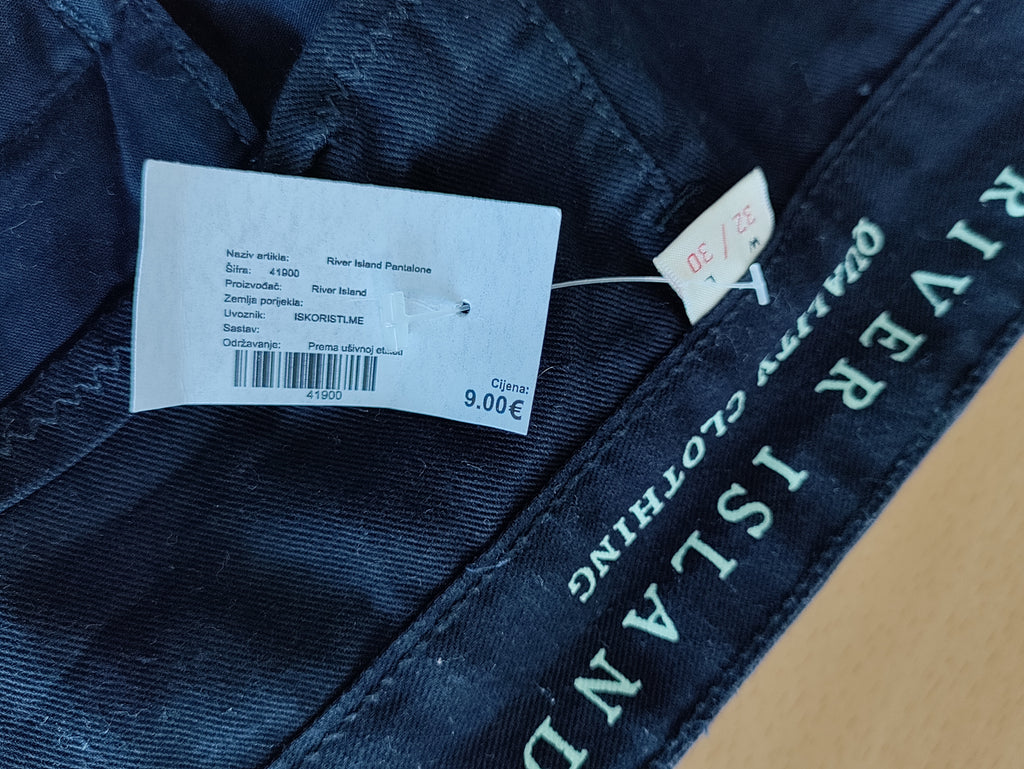 Naziv artikla: River Island Pantalone
Šifra: 41900
Proizvođač: River Island
Zemlja porijekla:
Uvoznik: ISKORISTI.ME
Sastav:
Održavanje: Prema ušivnoj
41900
Cijena:
9.00€
W L
32/30
RIVER ISLAND
QUALITY CLOTHING